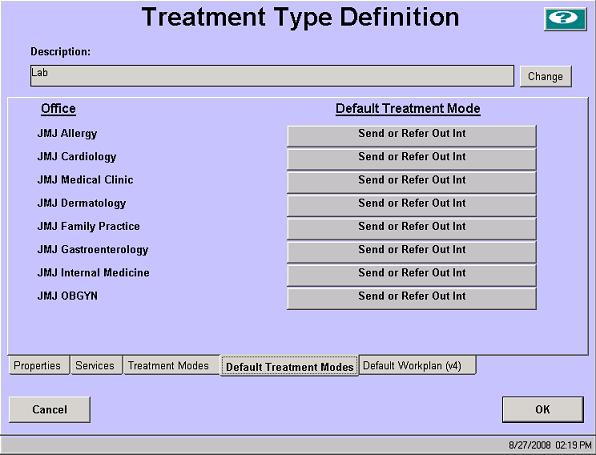 Treatment Type Definition
?
Description:
Lab
Change
Office Default Treatment Mode
JMJ Allergy Send or Refer Out Int
JMJ Cardiology Send or Refer Out Int
JMJ Medical Clinic Send or Refer Out Int
JMJ Dermatology Send or Refer Out Int
JMJ Family Practice Send or Refer Out Int
JMJ Gastroenterology Send or Refer Out Int
JMJ Internal Medicine Send or Refer Out Int
JMJ OBGYN Send or Refer Out Int
Properties Services Treatment Modes Default Treatment Modes Default Workplan (v4)
Cancel OK
8/27/2008 02:19 PM